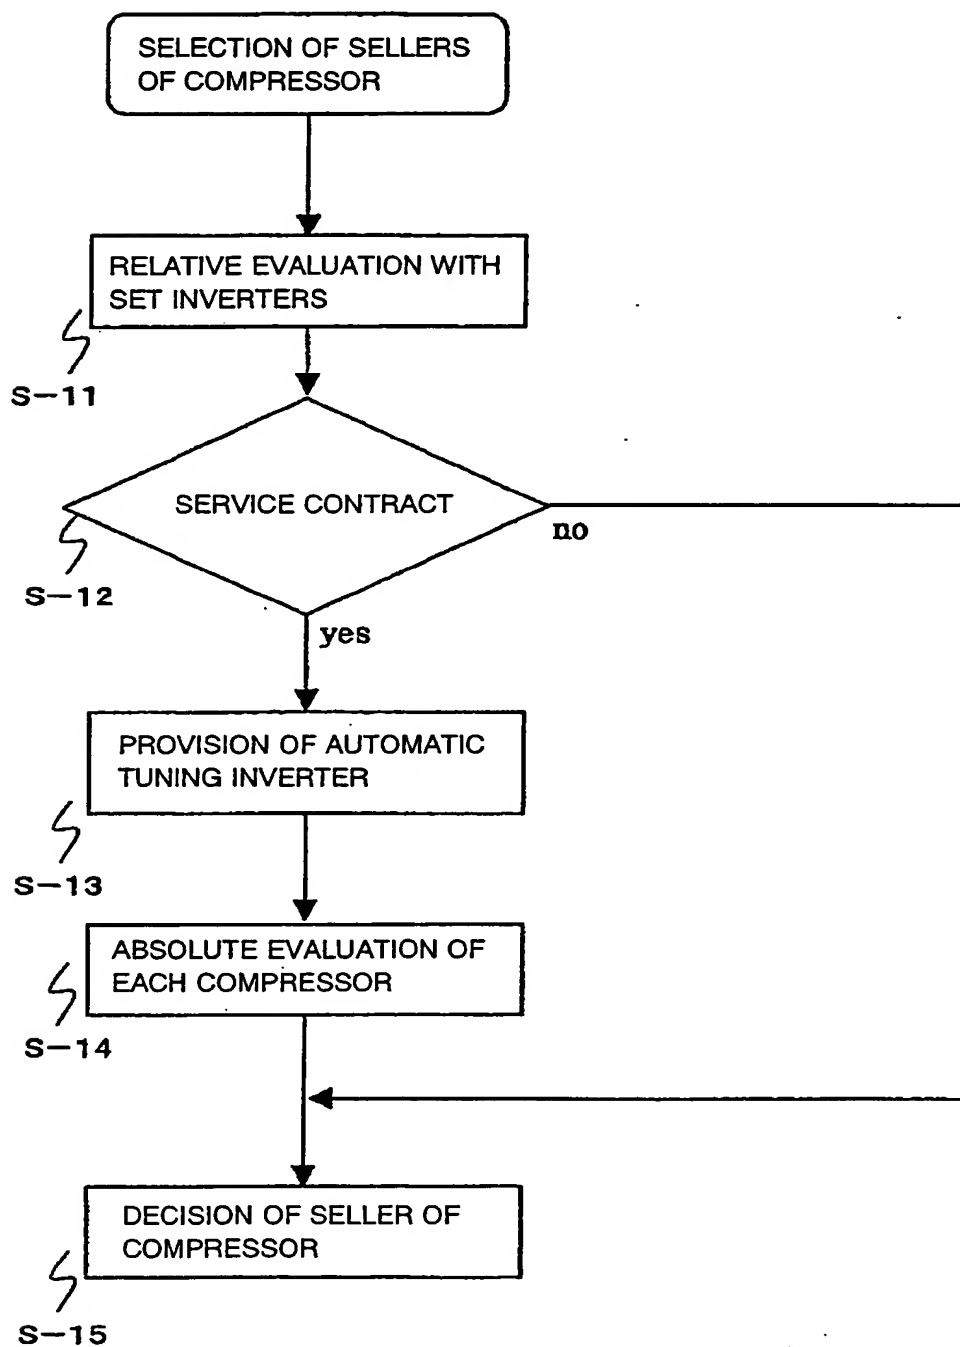 SELECTION OF SELLERS
OF COMPRESSOR
RELATIVE EVALUATION WITH
SET INVERTERS
S-11
SERVICE CONTRACT
no
S-12
yes
PROVISION OF AUTOMATIC
TUNING INVERTER
S-13
ABSOLUTE EVALUATION OF
EACH COMPRESSOR
S-14
DECISION OF SELLER OF
COMPRESSOR
S-15